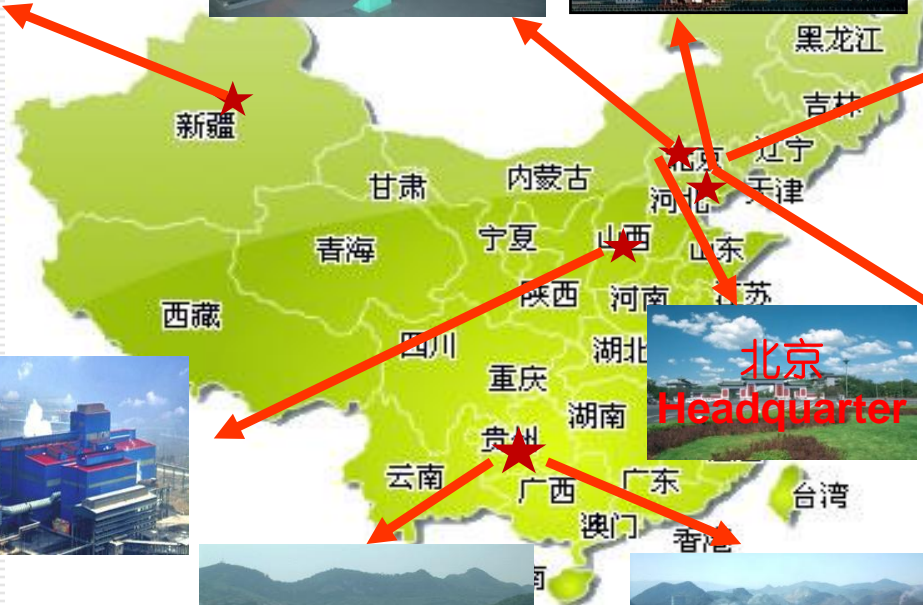 黑龙江
吉林
新疆
北京
辽宁
甘肃
内蒙古
天津
河北
宁夏
山西
山东
青海
陕西
河南
江苏
西藏
四川
湖北
北京
重庆
Headquarter
湖南
贵州
云南
广西
广东
台湾
澳门
香港
南